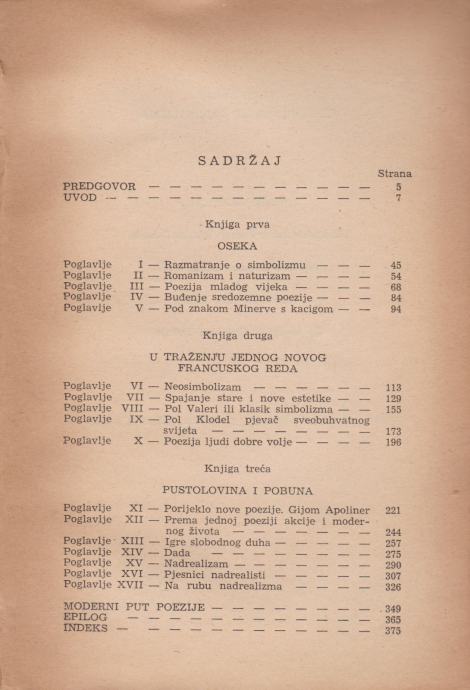 SADRŽAJ
Strana
PREDGOVOR — — — — — — — — — — — 5
UVOD — — — — — — — — — — — — 7
Knjiga prva
OSEKA
Poglavlje I — Razmatranje o simbolizmu — — — 45
Poglavlje II — Romanizam i naturizam — — — — 54
Poglavlje III — Poezija mladog vijeka — — — — 68
Poglavlje IV — Buđenje sredozemne poezije — — — 84
Poglavlje V — Pod znakom Minerve s kacigom — — 94
Knjiga druga
U TRAŽENJU JEDNOG NOVOG
FRANCUSKOG REDA
Poglavlje VI — Neosimbolizam — — — — — — 113
Poglavlje VII — Spajanje stare i nove estetike — — 129
Poglavlje VIII — Pol Valeri ili klasik simbolizma — — 155
Poglavlje IX — Pol Klodel pjevač sveobuhvatnog
svijeta — — — — — — — — 173
Poglavlje X — Poezija ljudi dobre volje — — — — 196
Knjiga treća
PUSTOLOVINA I POBUNA
Poglavlje XI — Porijeklo nove poezije. Gijom Apoliner 221
Poglavlje XII — Prema jednoj poeziji akcije i moder-
nog života — — — — — — — 244
Poglavlje XIII — Igre slobodnog duha — — — — — 257
Poglavlje XIV — Dada — — — — — — — — — 275
Poglavlje XV — Nadrealizam — — — — — — — 290
Poglavlje XVI — Pjesnici nadrealisti — — — — — 307
Poglavlje XVII — Na rubu nadrealizma — — — — 326
MODERNI PUT POEZIJE — — — — — — — — 349
EPILOG — — — — — — — — — — — — 365
INDEKS — — — — — — — — — — — — 375